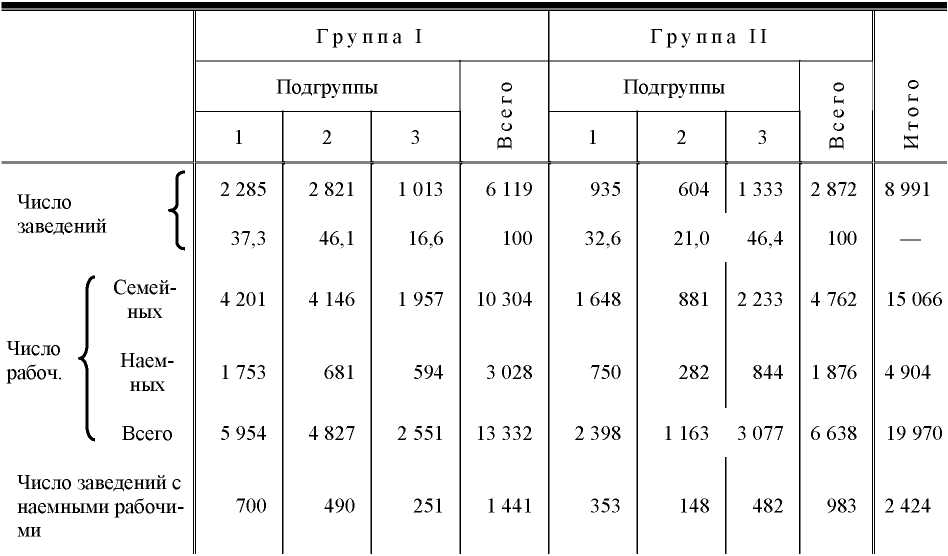 Группа I Группа II
Подгруппы Всего Подгруппы Всего Итого
1 2 3 1 2 3
Число заведений 2 285 2 821 1 013 6 119 935 604 1 333 2 872 8 991
37,3 46,1 16,6 100 32,6 21,0 46,4 100 —
Число рабоч.
Семей-
ных 4 201 4 146 1 957 10 304 1 648 881 2 233 4 762 15 066
Наем-
ных 1 753 681 594 3 028 750 282 844 1 876 4 904
Всего 5 954 4 827 2 551 13 332 2 398 1 163 3 077 6 638 19 970
Число заведений с
наемными рабочи-
ми 700 490 251 1 441 353 148 482 983 2 424